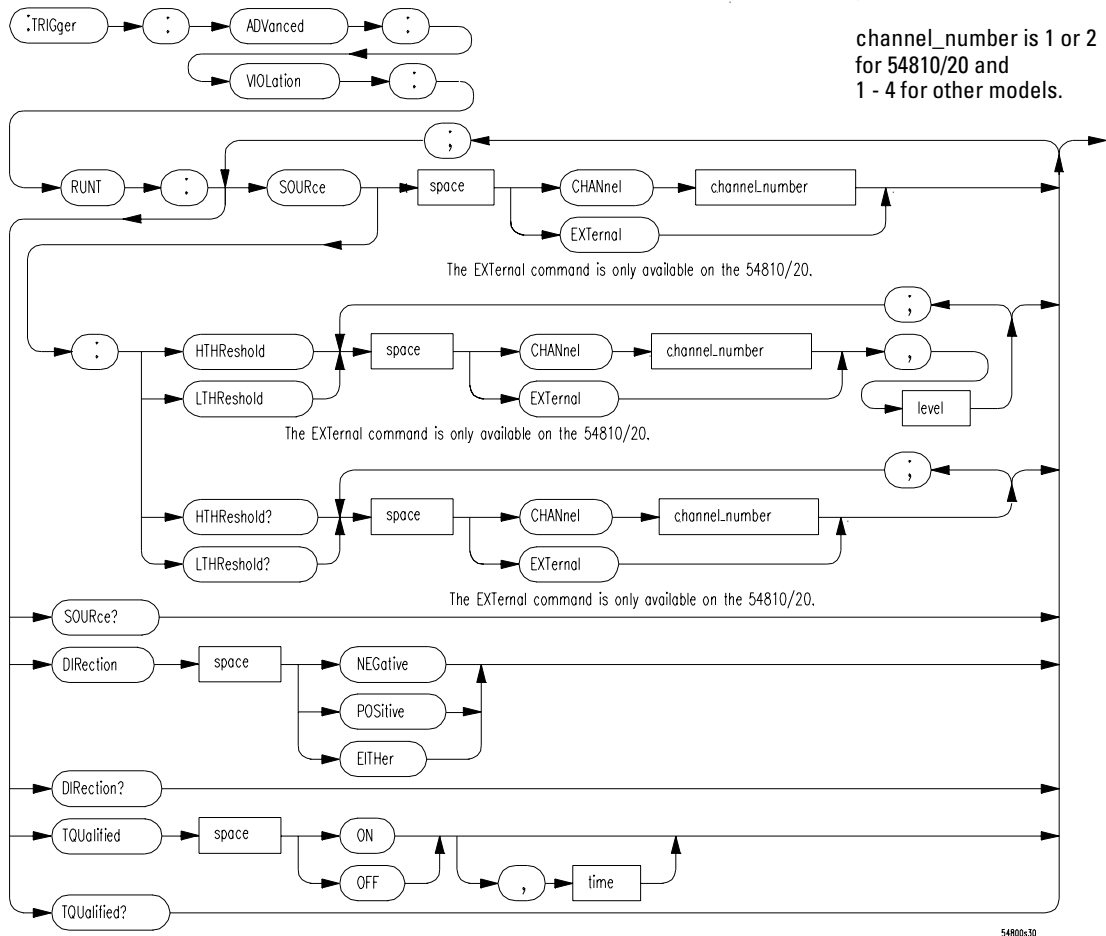 :TRIGger : ADVanced :
VIOLation :
channel_number is 1 or 2
for 54810/20 and
1 - 4 for other models.
;
RUNT : SOURce space CHANnel channel_number
EXTernal
The EXTernal command is only available on the 54810/20.
;
: HTHReshold space CHANnel channel_number ,
LTHReshold EXTernal level
The EXTernal command is only available on the 54810/20.
;
HTHReshold? space CHANnel channel_number
LTHReshold? EXTernal
The EXTernal command is only available on the 54810/20.
SOURce?
DIRection space NEGative
POSitive
EITHer
DIRection?
TQUalified space ON
OFF , time
TQUalified?
54800s30